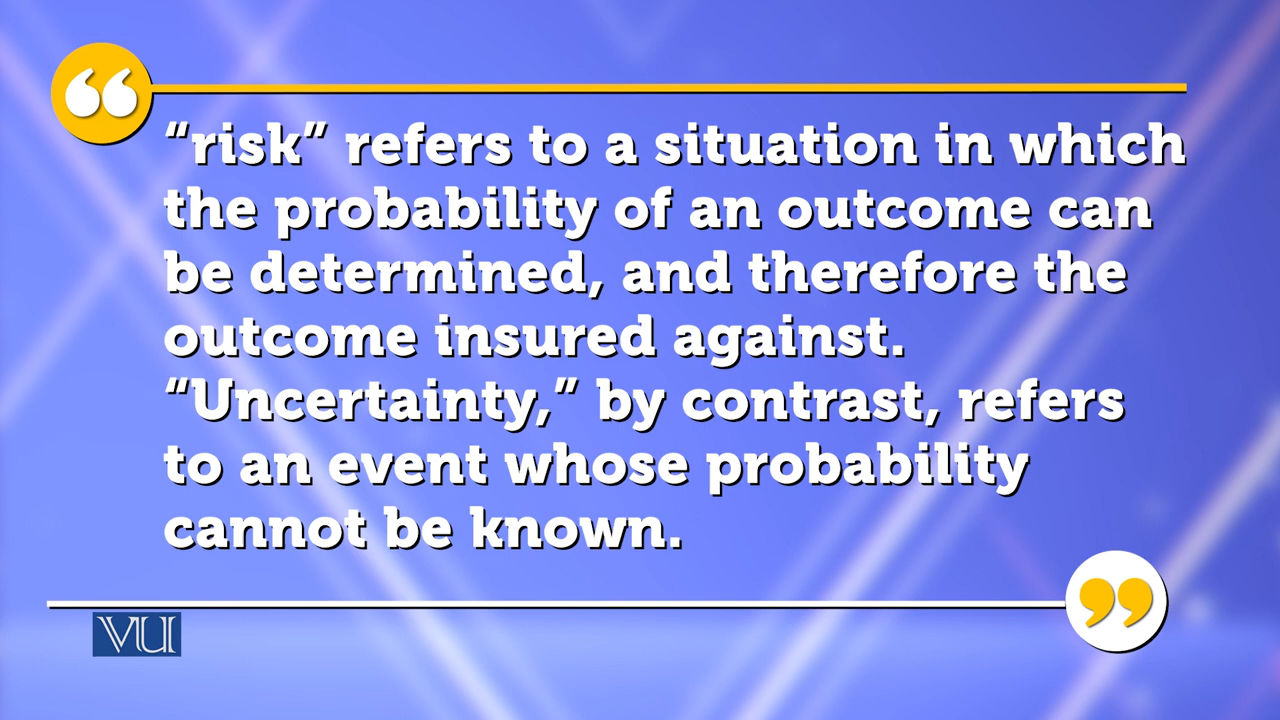 “risk” refers to a situation in which
the probability of an outcome can
be determined, and therefore the
outcome insured against.
“Uncertainty,” by contrast, refers
to an event whose probability
cannot be known.
VU